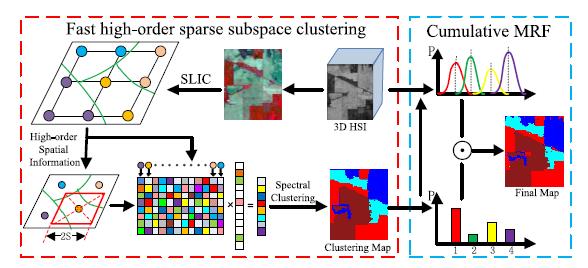 Fast high-order sparse subspace clustering
Cumulative MRF
SLIC
3D HSI
P
High-order
Spatial
Information
2S
×
=
Spectral
Clustering
Clustering Map
Final Map
P
1 2 3 4